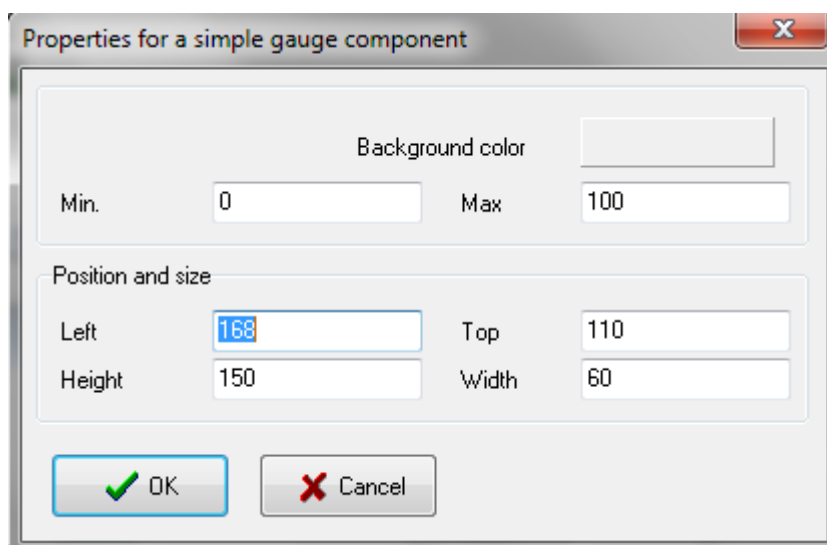 Properties for a simple gauge component
Background color
Min. 0 Max 100
Position and size
Left 168 Top 110
Height 150 Width 60
OK Cancel